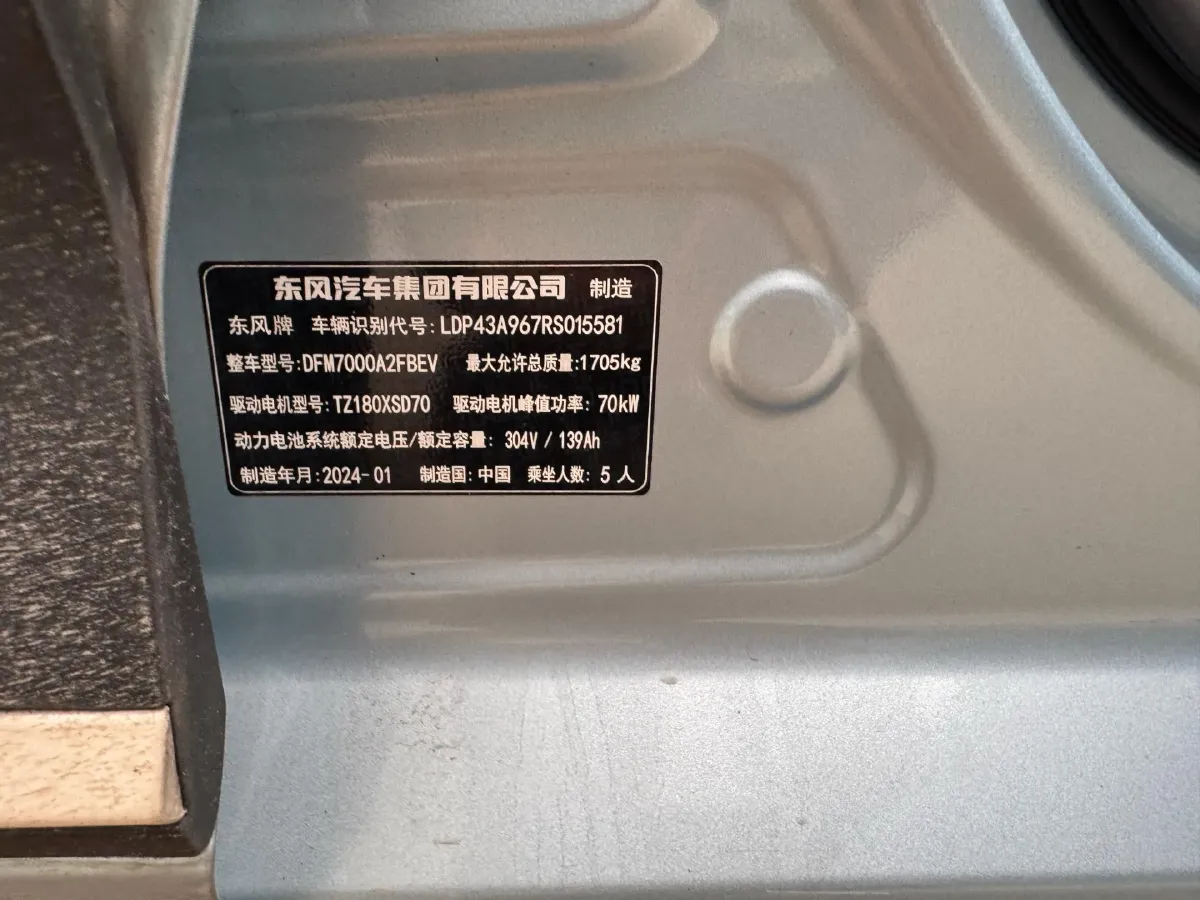 东风汽车集团有限公司 制造
东风牌 车辆识别代号:LDP43A967RS015581
整车型号:DFM7000A2FBEV 最大允许总质量:1705kg
驱动电机型号:TZ180XSD70 驱动电机峰值功率: 70kW
动力电池系统额定电压/额定容量: 304V / 139Ah
制造年月:2024-01 制造国:中国 乘坐人数: 5 人